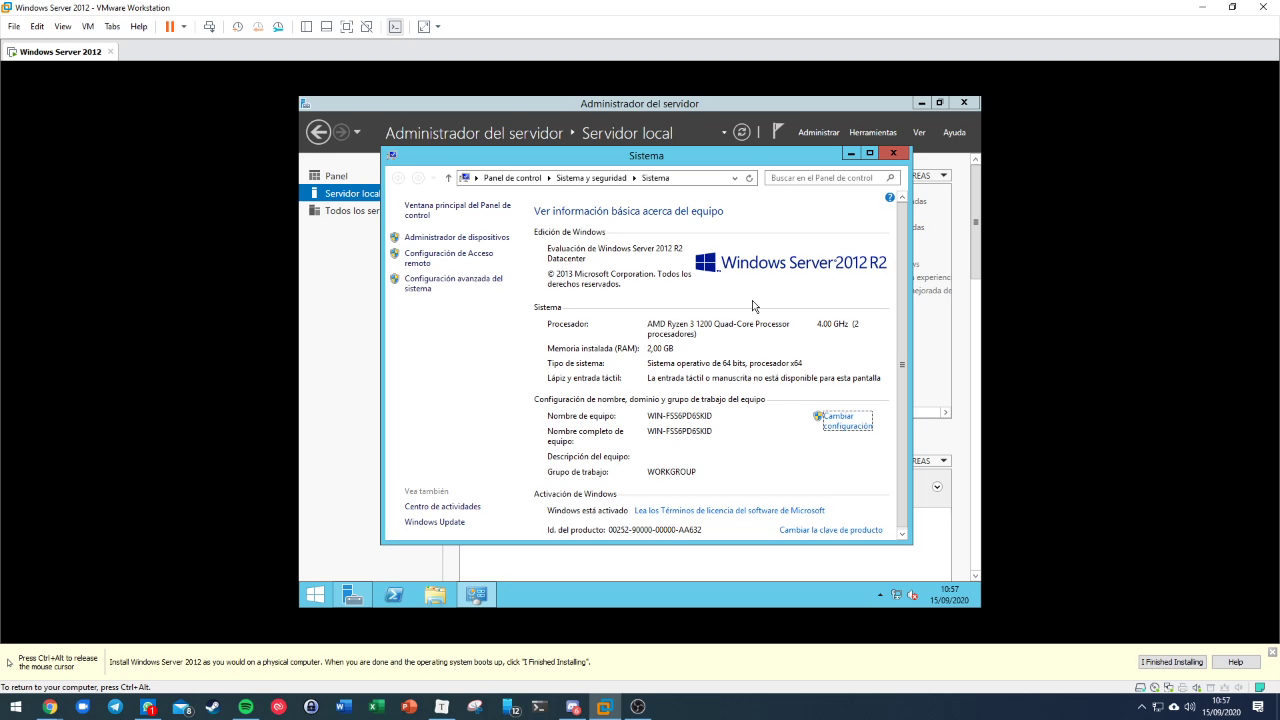 Windows Server 2012 - VMware Workstation
File Edit View VM Tabs Help
Windows Server 2012
Administrador del servidor
Administrador del servidor Servidor local
Administrar Herramientas Ver Ayuda
Panel
Servidor local
Todos los ser
Sistema
Panel de control Sistema y seguridad Sistema
Buscar en el Panel de control
Ventana principal del Panel de
control
Administrador de dispositivos
Configuración de Acceso
remoto
Configuración avanzada del
sistema
Vea también
Centro de actividades
Windows Update
Ver información básica acerca del equipo
Edición de Windows
Evaluación de Windows Server 2012 R2
Datacenter
© 2013 Microsoft Corporation. Todos los
derechos reservados.
Windows Server 2012 R2
Sistema
Procesador: AMD Ryzen 3 1200 Quad-Core Processor 4.00 GHz (2
procesadores)
Memoria instalada (RAM): 2,00 GB
Tipo de sistema: Sistema operativo de 64 bits, procesador x64
Lápiz y entrada táctil: La entrada táctil o manuscrita no está disponible para esta pantalla
Configuración de nombre, dominio y grupo de trabajo del equipo
Nombre de equipo: WIN-FSS6PD6SKID
Cambiar
configuración
Nombre completo de
equipo: WIN-FSS6PD6SKID
Descripción del equipo:
Grupo de trabajo: WORKGROUP
Activación de Windows
Windows está activado Lea los Términos de licencia del software de Microsoft
Id. del producto: 00252-90000-00000-AA632 Cambiar la clave de producto
AREAS
adas
das
ws
n experienc
nejorada de
AREAS
10:57
15/09/2020
Press Ctrl+Alt to release
the mouse cursor
Install Windows Server 2012 as you would on a physical computer. When you are done and the operating system boots up, click "I Finished Installing".
I Finished Installing
Help
To return to your computer, press Ctrl+Alt.
10:57
15/09/2020